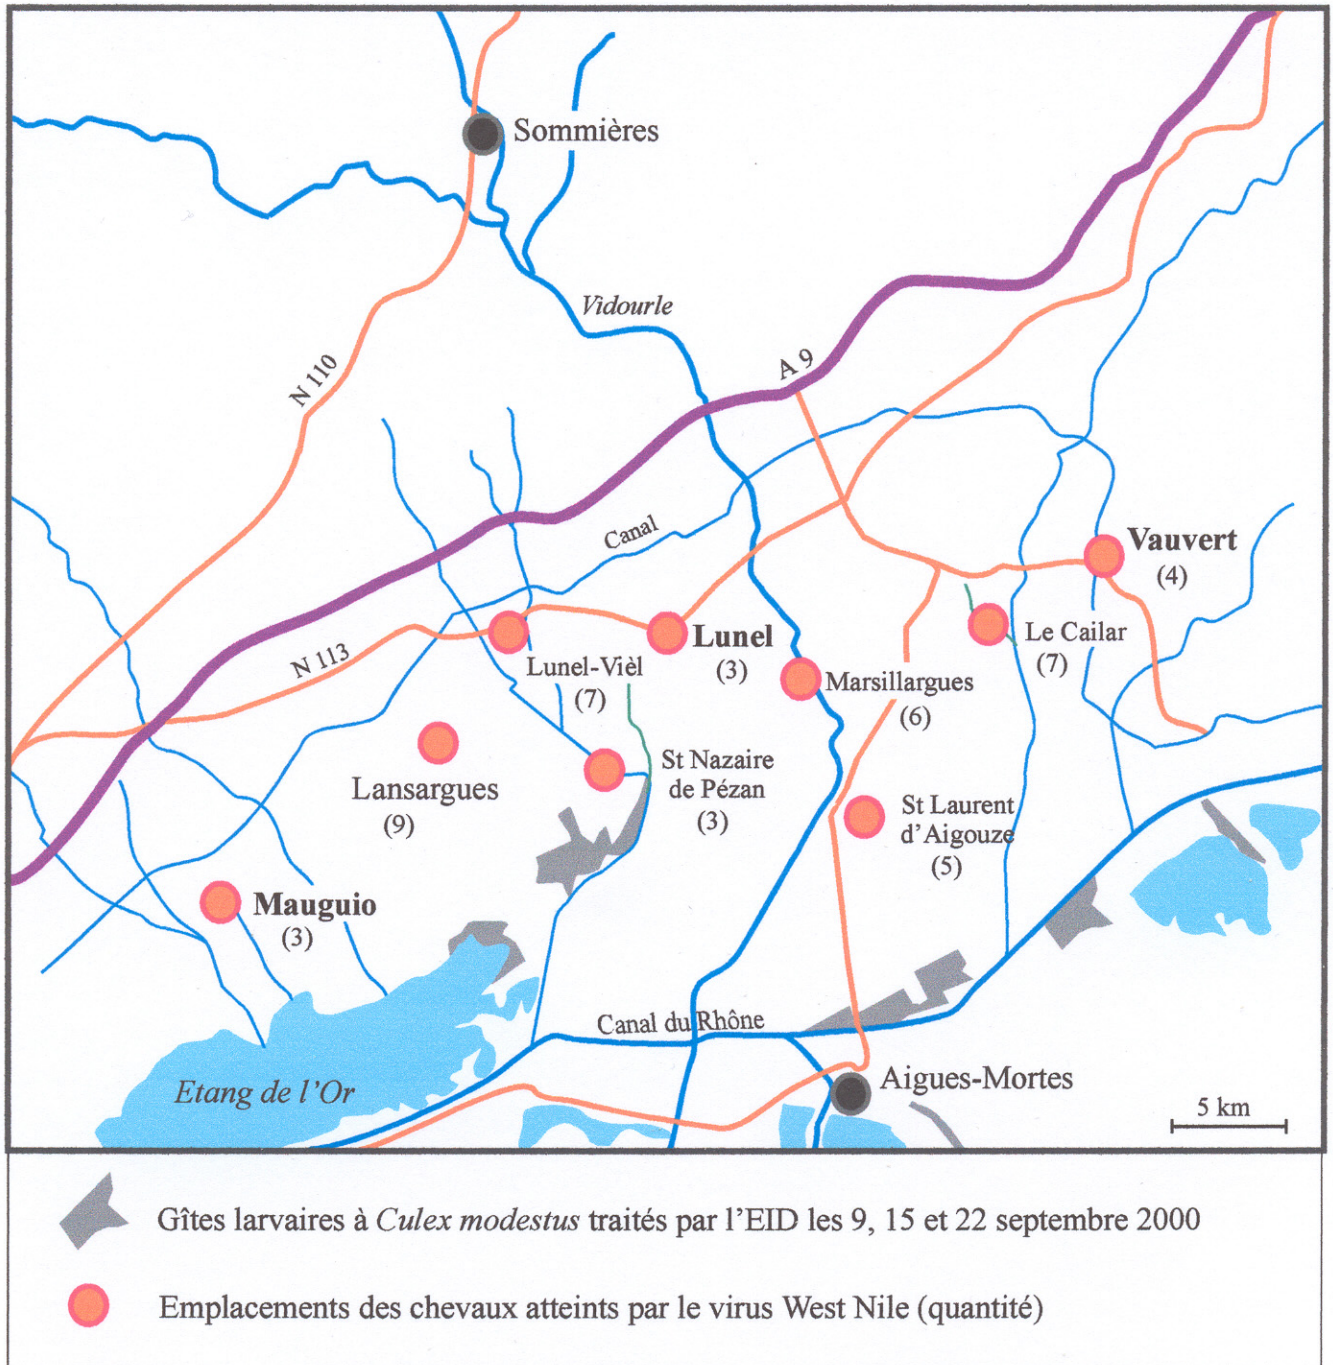 Sommières
Vidourle
N 110
A 9
Canal
Vauvert
(4)
Lunel
(3)
Le Cailar
(7)
N 113
Lunel-Vièl
(7)
Marsillargues
(6)
St Nazaire
de Pézan
(3)
Lansargues
(9)
St Laurent
d'Aigouze
(5)
Mauguio
(3)
Canal du Rhône
Etang de l'Or
Aigues-Mortes
5 km
Gîtes larvaires à Culex modestus traités par l'EID les 9, 15 et 22 septembre 2000
Emplacements des chevaux atteints par le virus West Nile (quantité)